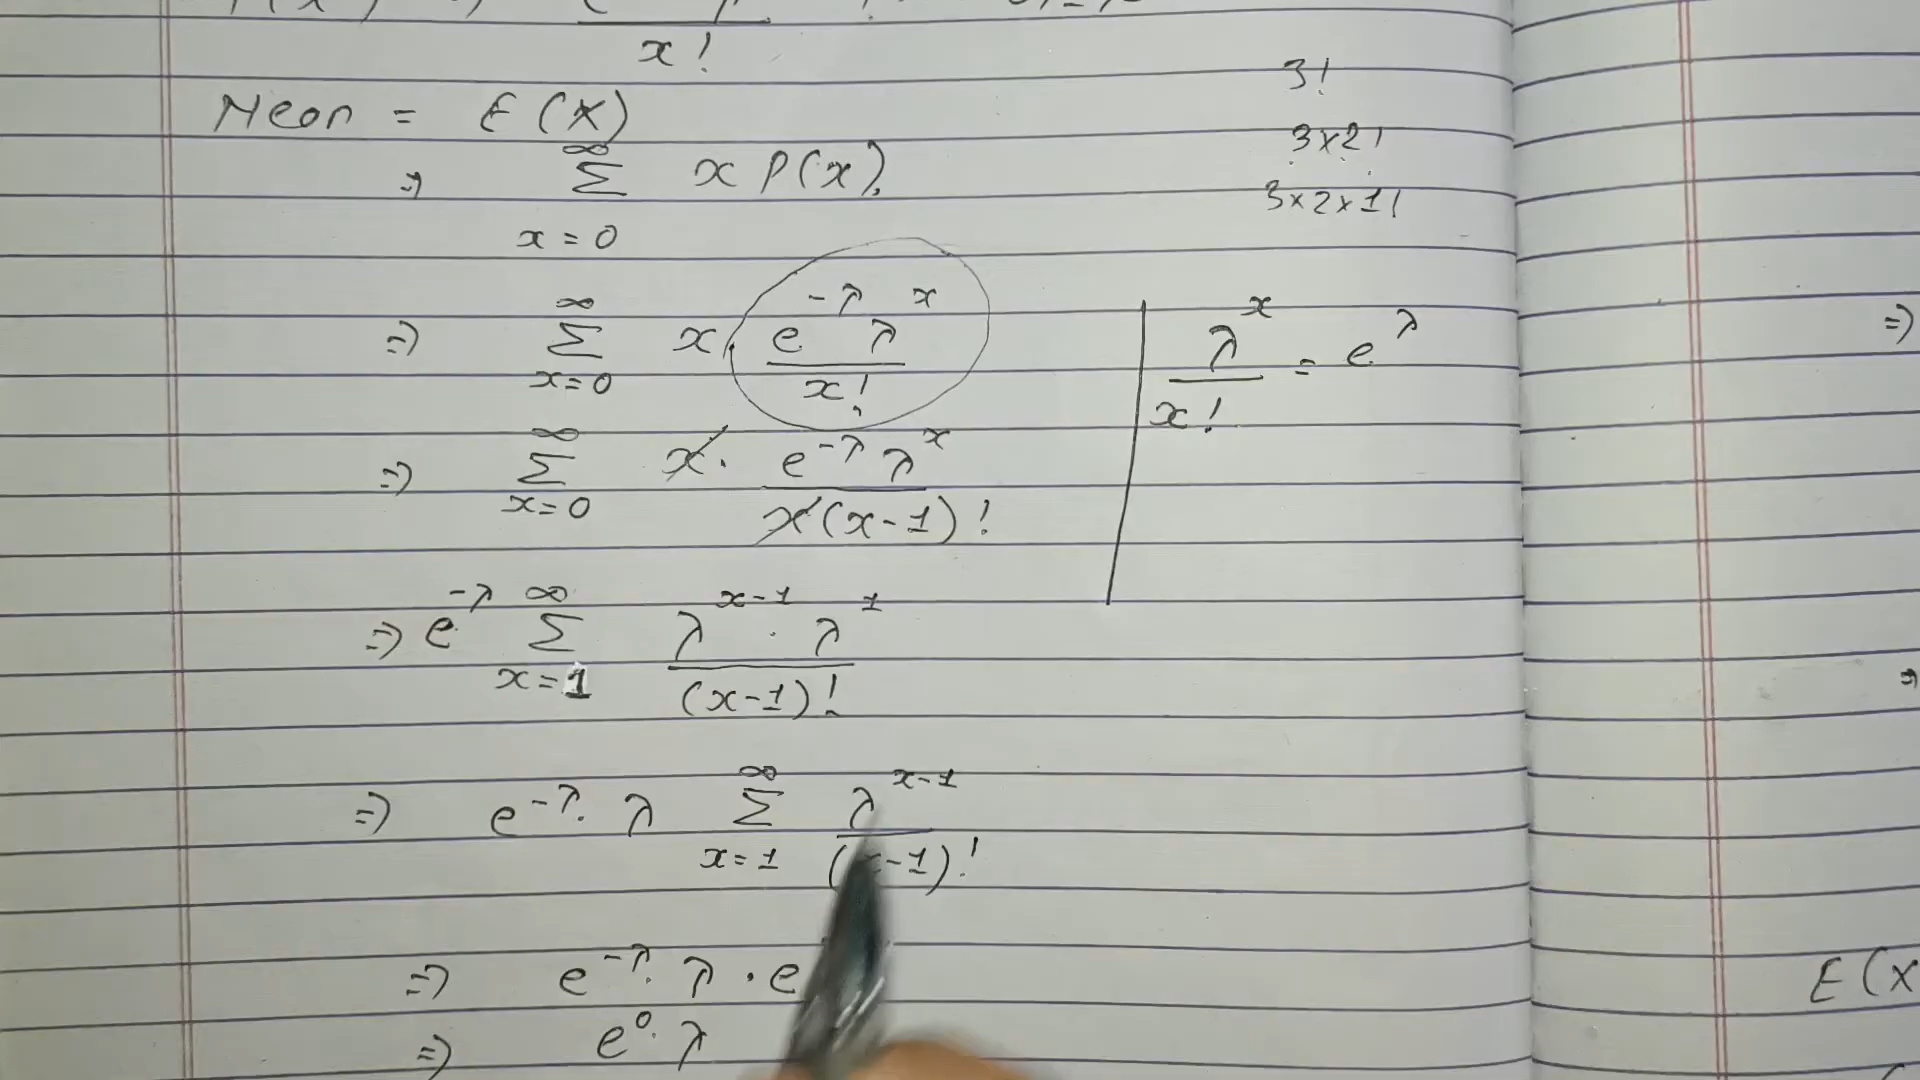 x!
Mean = E(X)
⇒ ∞ Σ x=0 x P(x).
3!
3×2!
3×2×1!
⇒ ∞ Σ x=0 x. e^-λ λ^x / x!
λ^x / x! = e^λ
⇒ ∞ Σ x=0 x. e^-λ λ^x / x(x-1)!
⇒ e^-λ ∞ Σ x=1 λ^x-1 . λ^1 / (x-1)!
⇒ e^-λ . λ ∞ Σ x=1 λ^x-1 / (x-1)!
⇒ e^-λ . λ . e
⇒ e^0 . λ
⇒
⇒
E(X